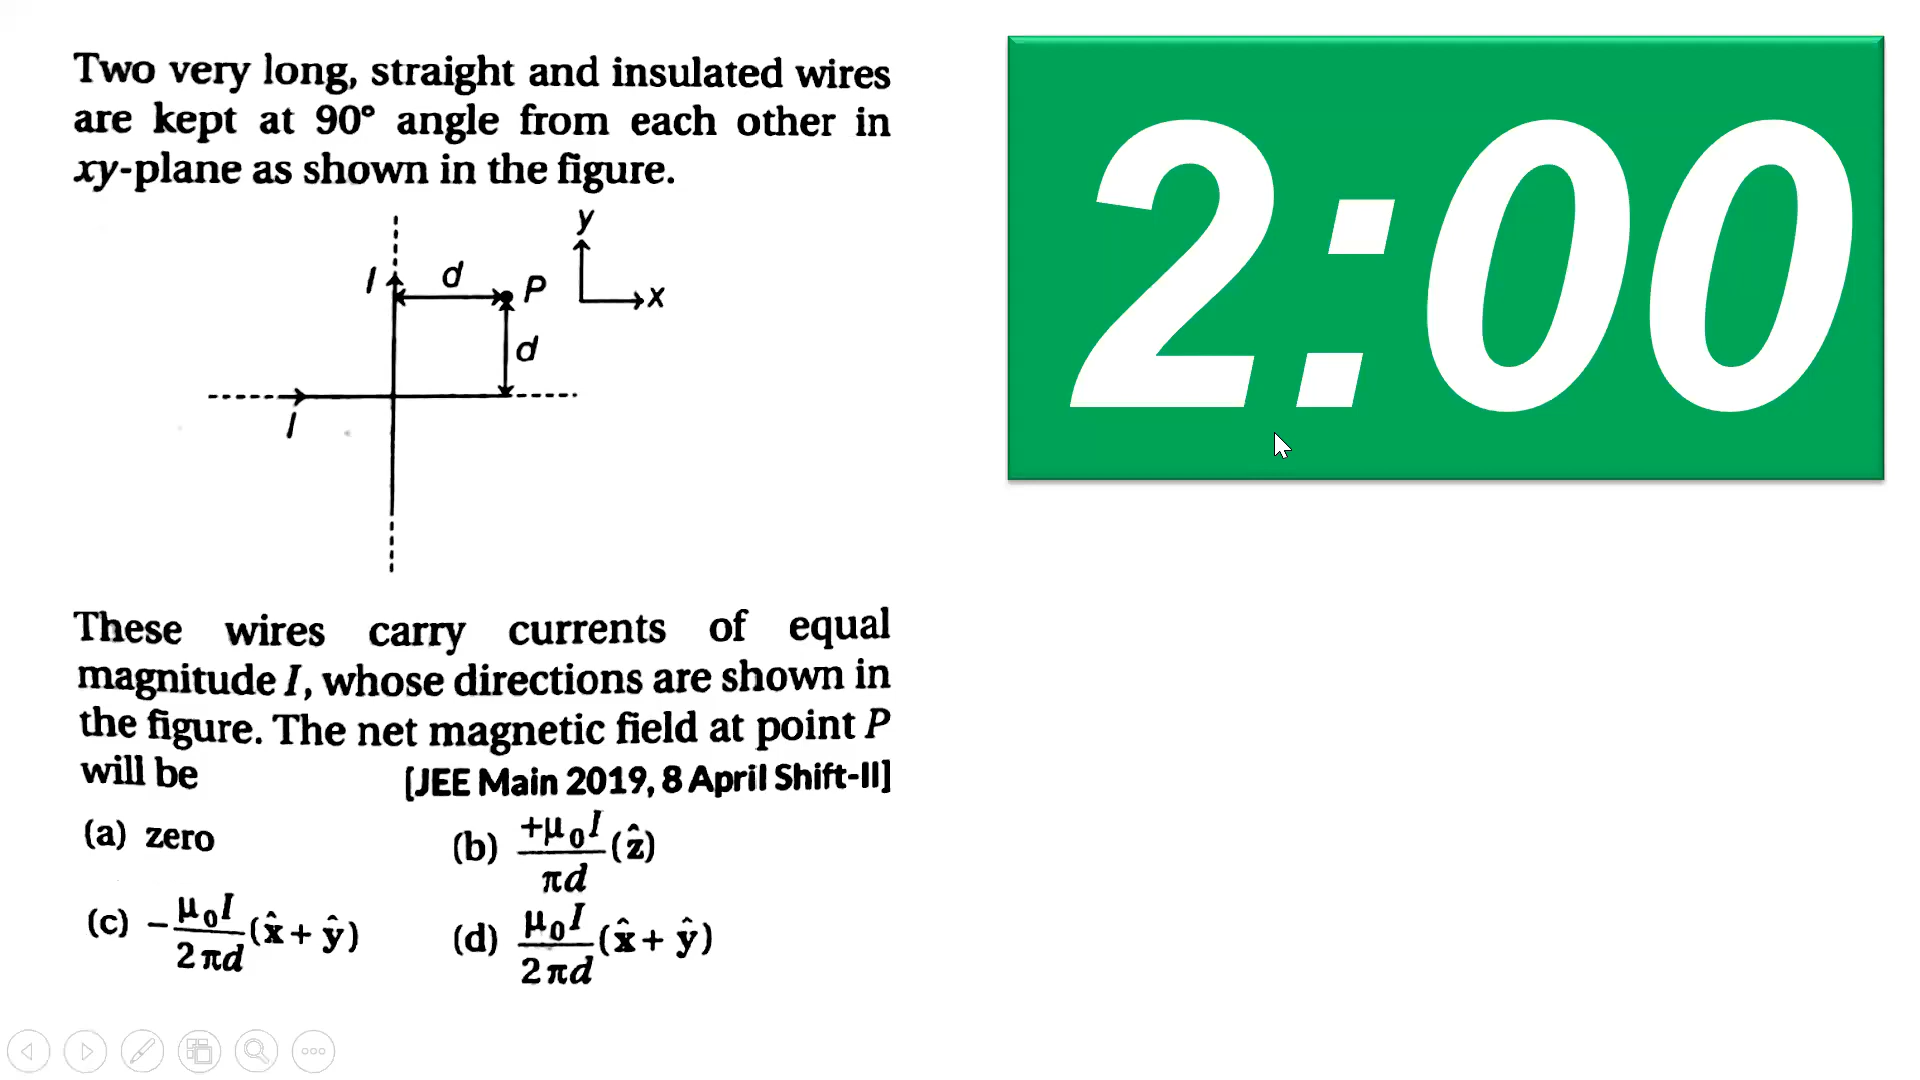 Two very long, straight and insulated wires
are kept at 90° angle from each other in
xy-plane as shown in the figure.
y
I d P
x
d
I
These wires carry currents of equal
magnitude I, whose directions are shown in
the figure. The net magnetic field at point P
will be [JEE Main 2019, 8 April Shift-II]
(a) zero (b) +μ₀I/πd (ẑ)
(c) −μ₀I/2πd (x̂ + ŷ) (d) μ₀I/2πd (x̂ + ŷ)
2:00